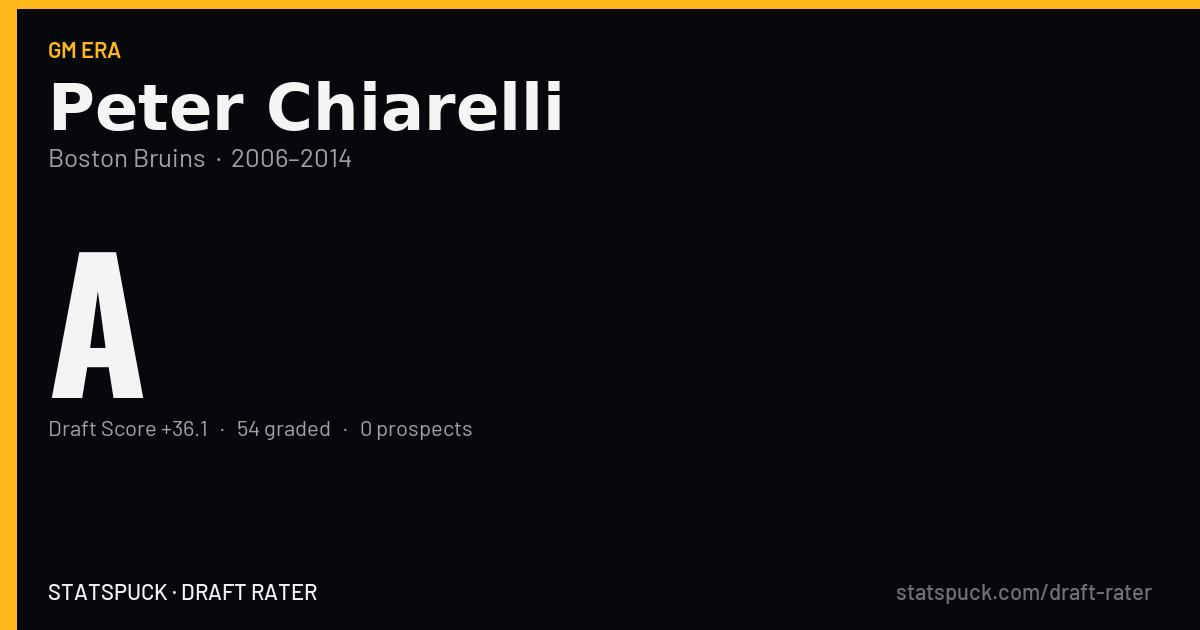 GM ERA
Peter Chiarelli
Boston Bruins · 2006–2014
A
Draft Score +36.1 · 54 graded · 0 prospects
STATSPUCK · DRAFT RATER
statspuck.com/draft-rater